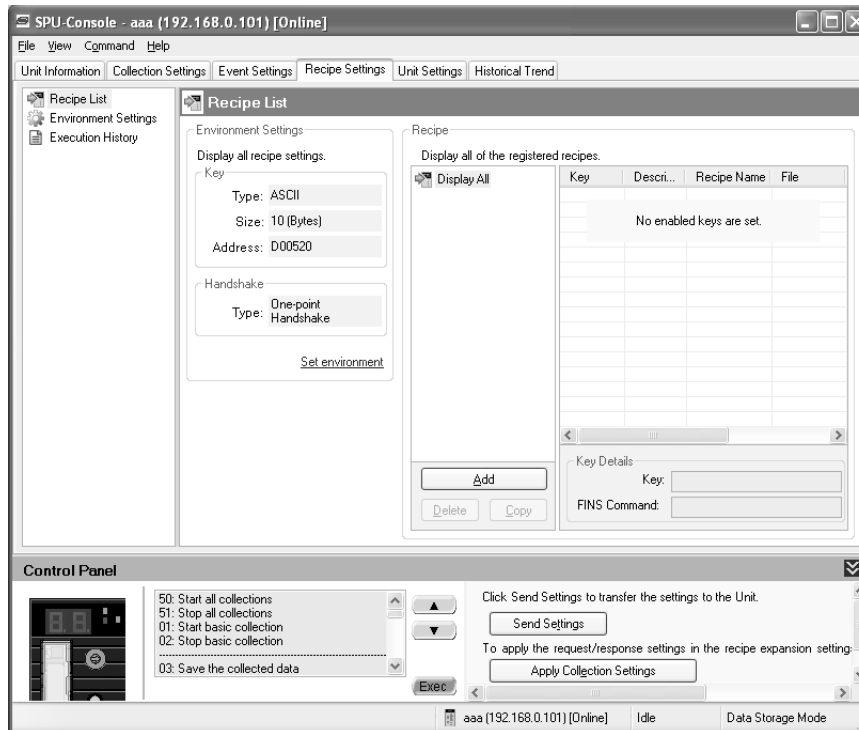 SPU-Console - aaa (192.168.0.101) [Online]
File View Command Help
Unit Information Collection Settings Event Settings Recipe Settings Unit Settings Historical Trend
Recipe List
Environment Settings
Execution History
Recipe List
Environment Settings
Display all recipe settings.
Key
Type: ASCII
Size: 10 (Bytes)
Address: D00520
Handshake
Type: One-point
Handshake
Set environment
Recipe
Display all of the registered recipes.
Display All
Key Descri... Recipe Name File
No enabled keys are set.
Add
Delete Copy
Key Details
Key:
FINS Command:
Control Panel
50: Start all collections
51: Stop all collections
01: Start basic collection
02: Stop basic collection
03: Save the collected data
Exec
Click Send Settings to transfer the settings to the Unit.
Send Settings
To apply the request/response settings in the recipe expansion setting
Apply Collection Settings
aaa (192.168.0.101) [Online] Idle Data Storage Mode